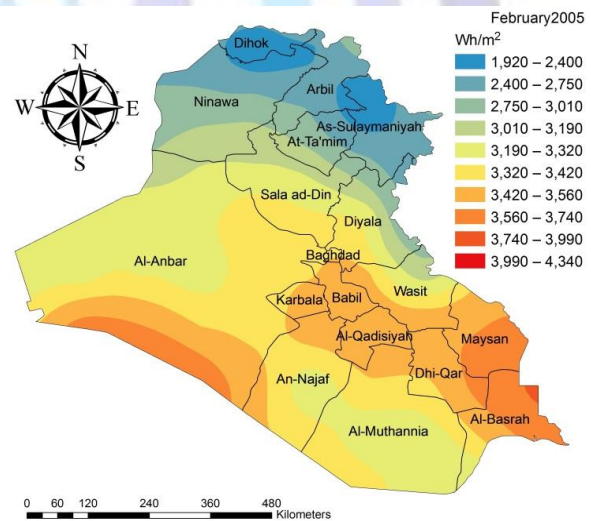 February2005
Wh/m²
1,920 – 2,400
2,400 – 2,750
2,750 – 3,010
3,010 – 3,190
3,190 – 3,320
3,320 – 3,420
3,420 – 3,560
3,560 – 3,740
3,740 – 3,990
3,990 – 4,340
N
W E
S
Dihok
Ninawa
Arbil
As-Sulaymaniyah
At-Ta'mim
Sala ad-Din
Diyala
Baghdad
Al-Anbar
Wasit
Karbala
Babil
Al-Qadisiyah
Maysan
Dhi-Qar
An-Najaf
Al-Basrah
Al-Muthannia
0 60 120 240 360 480
Kilometers